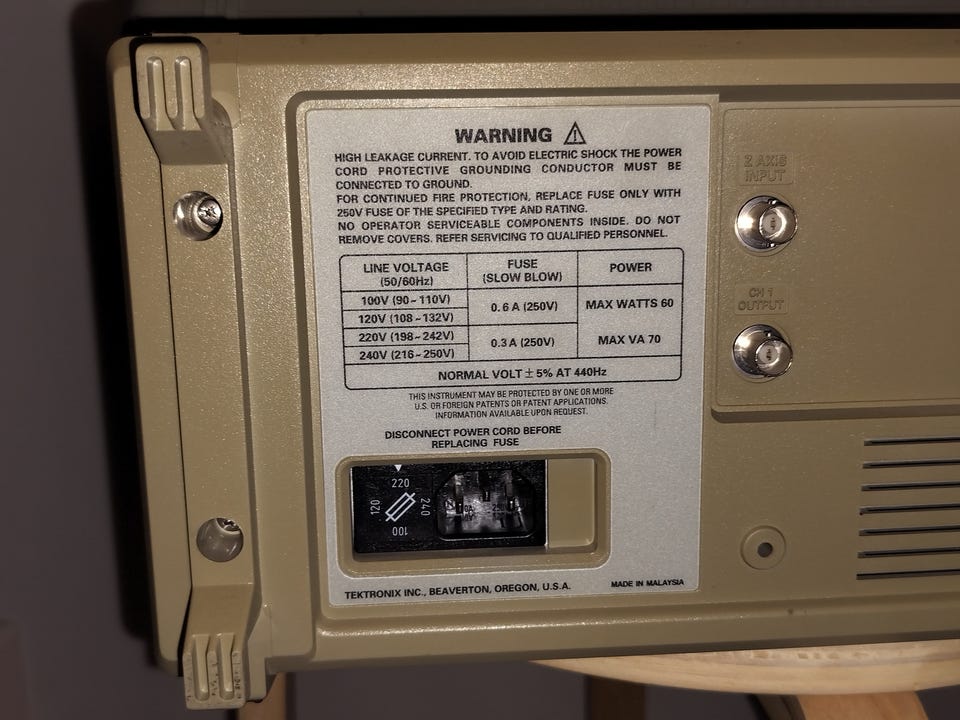 WARNING
HIGH LEAKAGE CURRENT. TO AVOID ELECTRIC SHOCK THE POWER
CORD PROTECTIVE GROUNDING CONDUCTOR MUST BE
CONNECTED TO GROUND.
FOR CONTINUED FIRE PROTECTION, REPLACE FUSE ONLY WITH
250V FUSE OF THE SPECIFIED TYPE AND RATING.
NO OPERATOR SERVICEABLE COMPONENTS INSIDE. DO NOT
REMOVE COVERS. REFER SERVICING TO QUALIFIED PERSONNEL.
LINE VOLTAGE
(50/60Hz)
FUSE
(SLOW BLOW)
POWER
100V (90~110V)
120V (108~132V)
0.6 A (250V)
MAX WATTS 60
220V (198~242V)
240V (216~250V)
0.3 A (250V)
MAX VA 70
NORMAL VOLT ± 5% AT 440Hz
THIS INSTRUMENT MAY BE PROTECTED BY ONE OR MORE
U.S. OR FOREIGN PATENTS OR PATENT APPLICATIONS.
INFORMATION AVAILABLE UPON REQUEST.
DISCONNECT POWER CORD BEFORE
REPLACING FUSE
220
120
240
100
TEKTRONIX INC., BEAVERTON, OREGON, U.S.A.
MADE IN MALAYSIA
Z AXIS
INPUT
CH 1
OUTPUT